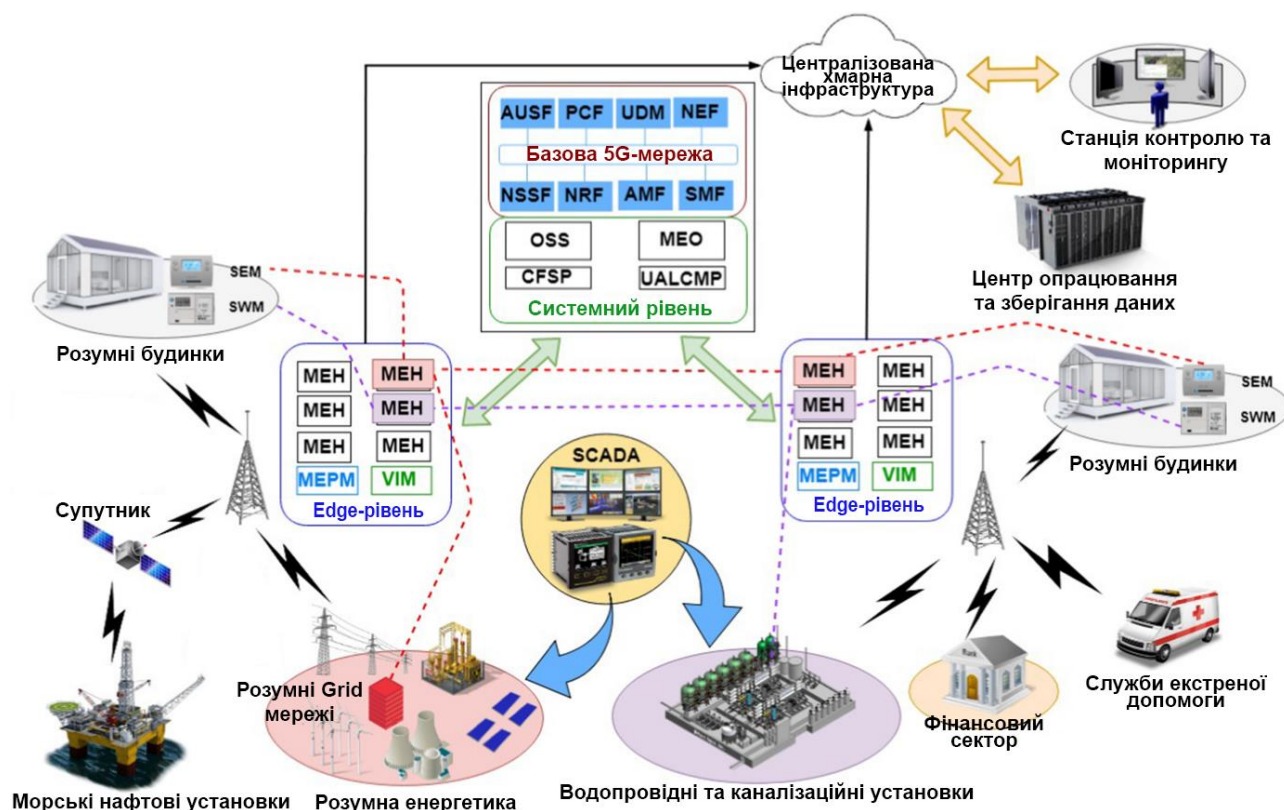 Централізована
хмарна
інфраструктура
Станція контролю та
моніторингу
Центр опрацювання
та зберігання даних
AUSF PCF UDM NEF
Базова 5G-мережа
NSSF NRF AMF SMF
OSS MEO
CFSP UALCMP
Системний рівень
SEM
SWM
Розумні будинки
MEH MEH
MEH MEH
MEH MEH
MEPM VIM
Edge-рівень
MEH MEH
MEH MEH
MEH MEH
MEPM VIM
Edge-рівень
SEM
SWM
Розумні будинки
SCADA
Супутник
Розумні Grid
мережі
Bank
Фінансовий
сектор
Служби екстреної
допомоги
Морські нафтові установки
Розумна енергетика
Водопровідні та каналізаційні установки